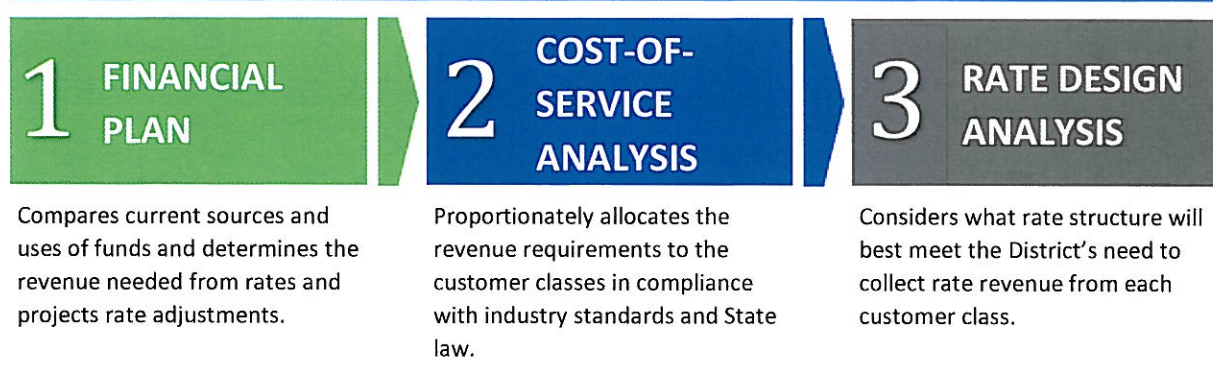 1 FINANCIAL
PLAN
Compares current sources and
uses of funds and determines the
revenue needed from rates and
projects rate adjustments.
2 COST-OF-
SERVICE
ANALYSIS
Proportionately allocates the
revenue requirements to the
customer classes in compliance
with industry standards and State
law.
3 RATE DESIGN
ANALYSIS
Considers what rate structure will
best meet the District's need to
collect rate revenue from each
customer class.